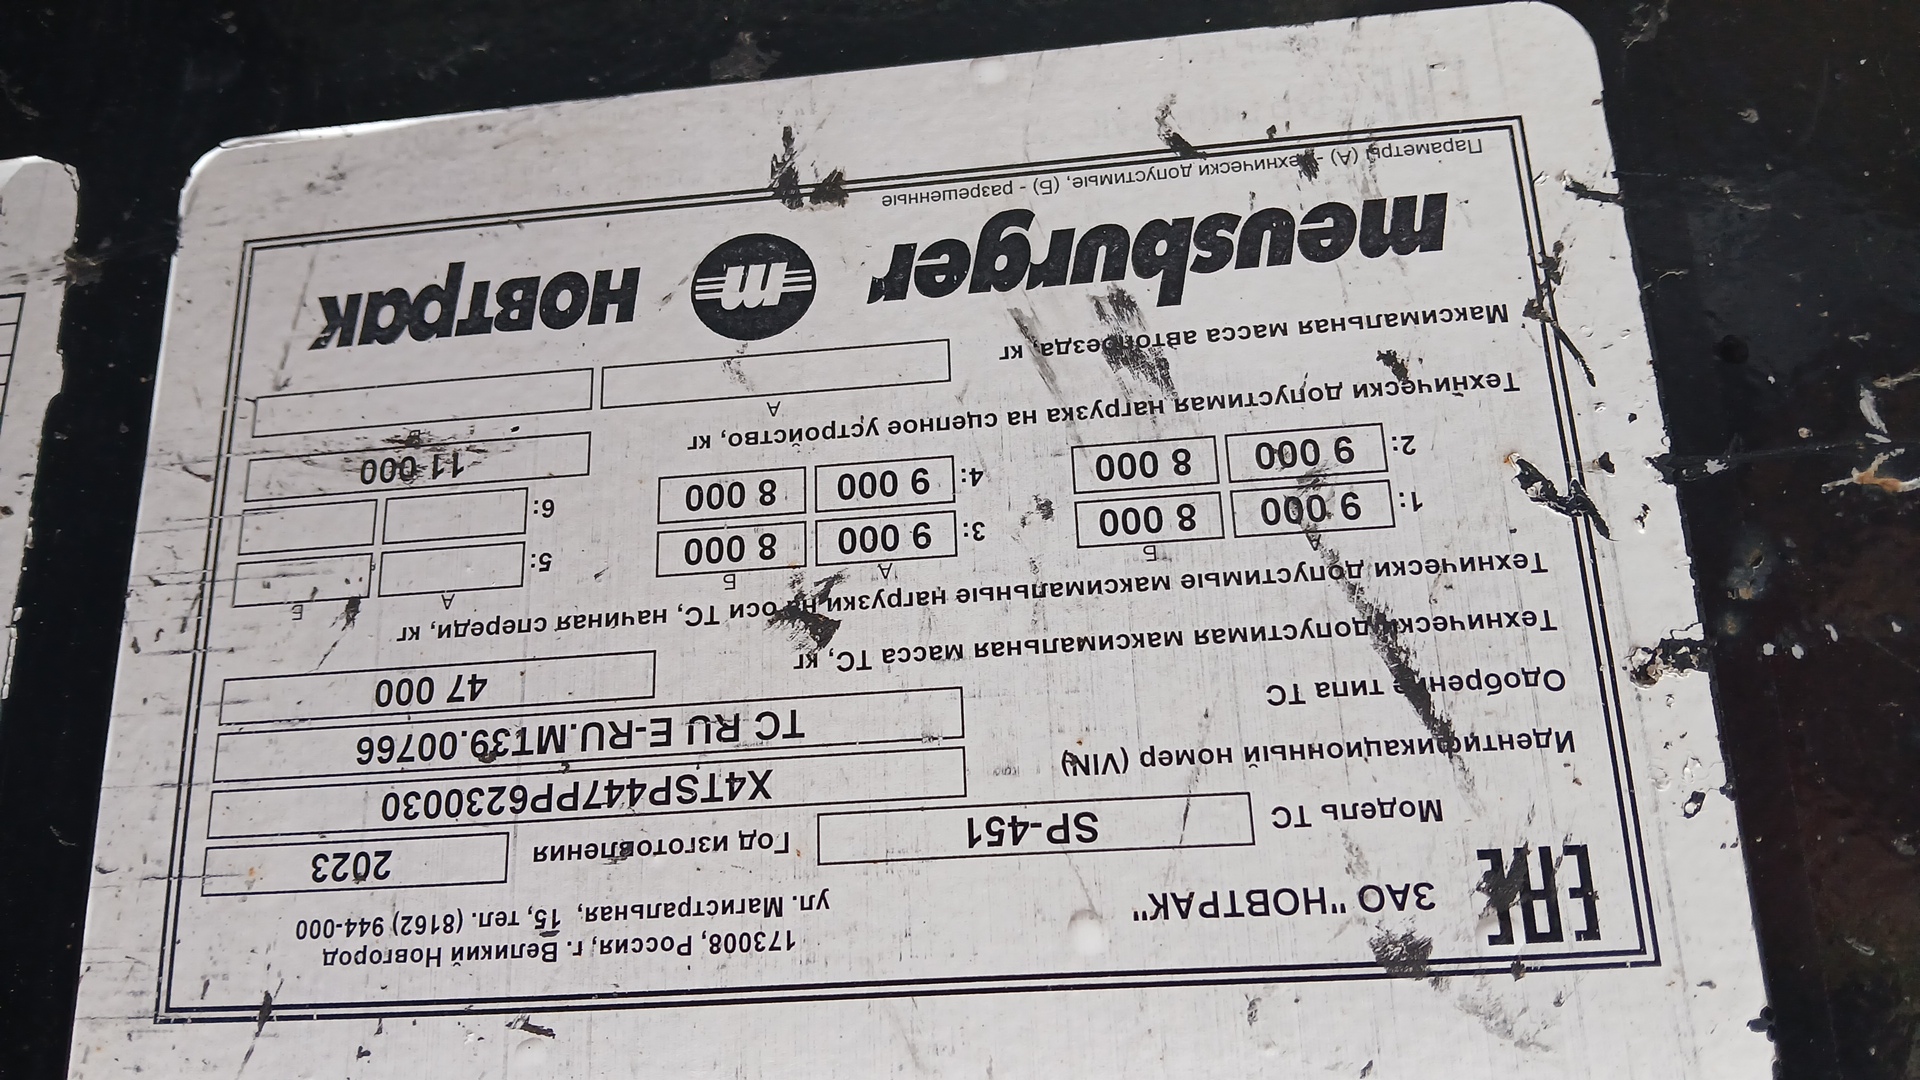 EAC ЗАО "НОВТРАК" 173008, Россия, г. Великий Новгород
ул. Магистральная, 15, тел. (8162) 944-000
Модель ТС SP-451 Год изготовления 2023
Идентификационный номер (VIN) X4TSP447PP6230030
Одобрение типа ТС TC RU E-RU.MT39.00766
Технически допустимая максимальная масса ТС, кг 47 000
Технически допустимые максимальные нагрузки на оси ТС, начиная спереди, кг
А Б А Б А Б
1: 9 000 8 000 3: 9 000 8 000 5:
2: 9 000 8 000 4: 9 000 8 000 6:
Технически допустимая нагрузка на сцепное устройство, кг 11 000
А Б
Максимальная масса автопоезда, кг
meusburger m НОВТРАК
Параметры (А) - технически допустимые, (Б) - разрешенные